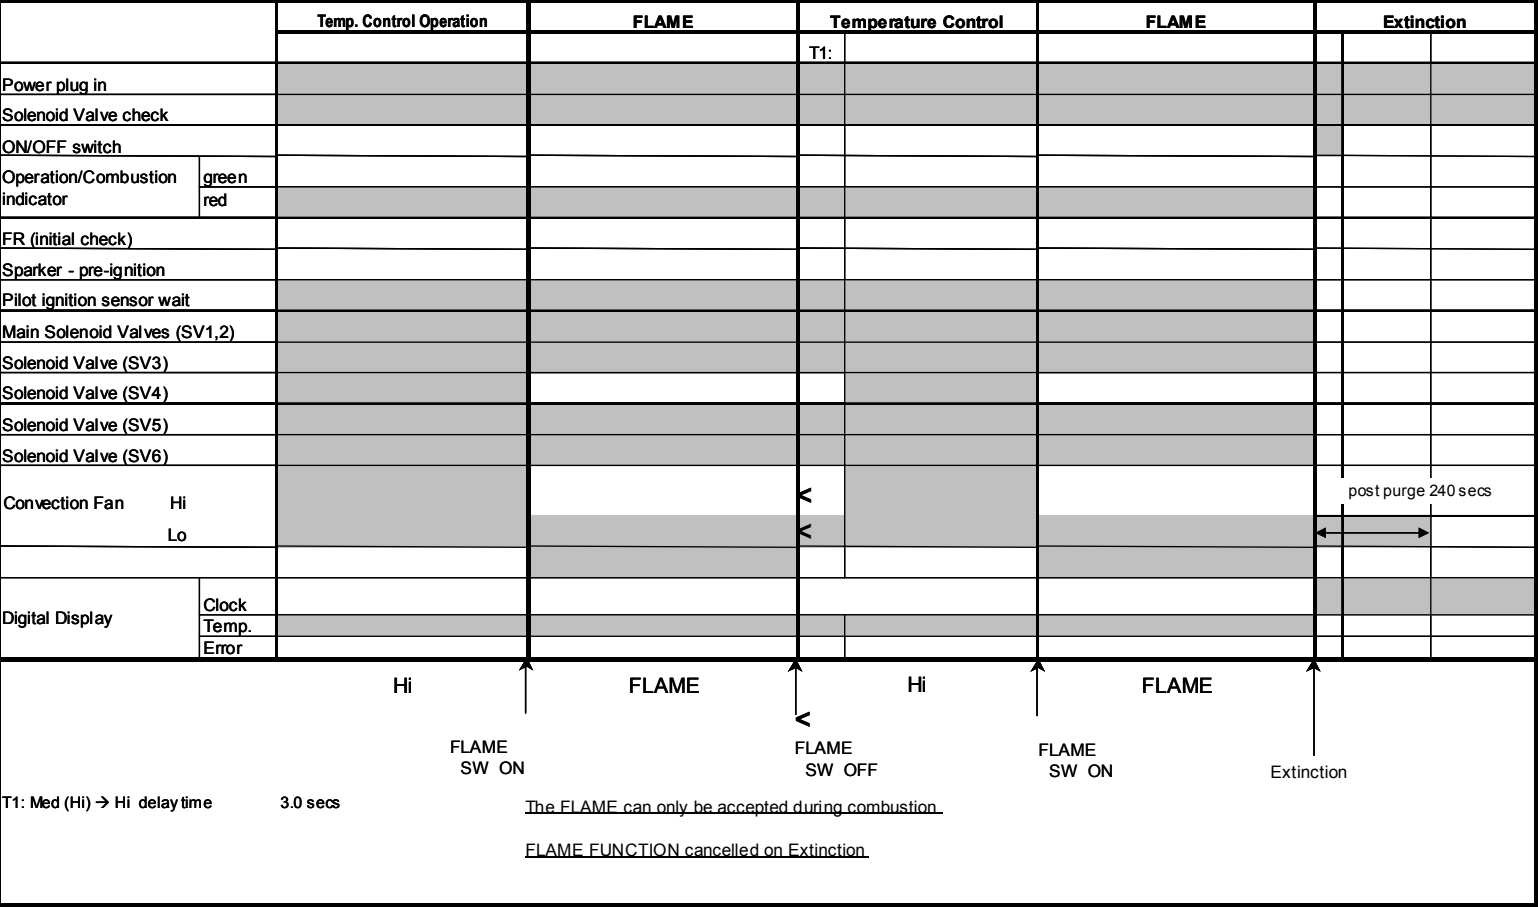 Temp. Control Operation FLAME Temperature Control FLAME Extinction
T1:
Power plug in
Solenoid Valve check
ON/OFF switch
Operation/Combustion green
indicator red
FR (initial check)
Sparker - pre-ignition
Pilot ignition sensor wait
Main Solenoid Valves (SV1,2)
Solenoid Valve (SV3)
Solenoid Valve (SV4)
Solenoid Valve (SV5)
Solenoid Valve (SV6)
< post purge 240 secs
Convection Fan Hi
Lo <
Clock
Digital Display
Temp.
Error
Hi FLAME Hi FLAME
<
FLAME FLAME FLAME
SW ON SW OFF SW ON Extinction
T1: Med (Hi) → Hi delay time 3.0 secs The FLAME can only be accepted during combustion
FLAME FUNCTION cancelled on Extinction